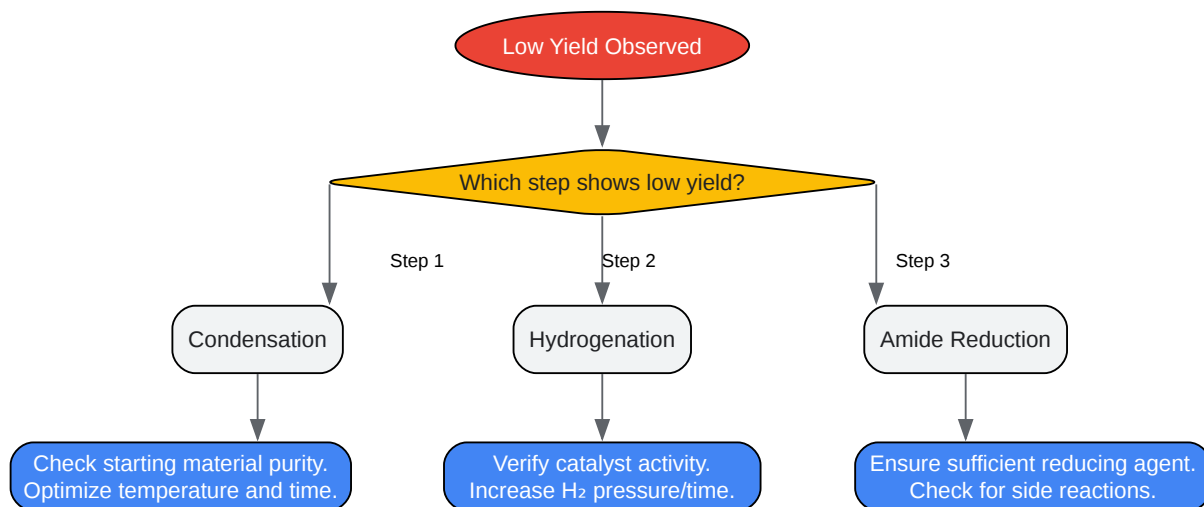 Low Yield Observed
Which step shows low yield?
Step 1
Step 2
Step 3
Condensation
Hydrogenation
Amide Reduction
Check starting material purity.
Optimize temperature and time.
Verify catalyst activity.
Increase H₂ pressure/time.
Ensure sufficient reducing agent.
Check for side reactions.